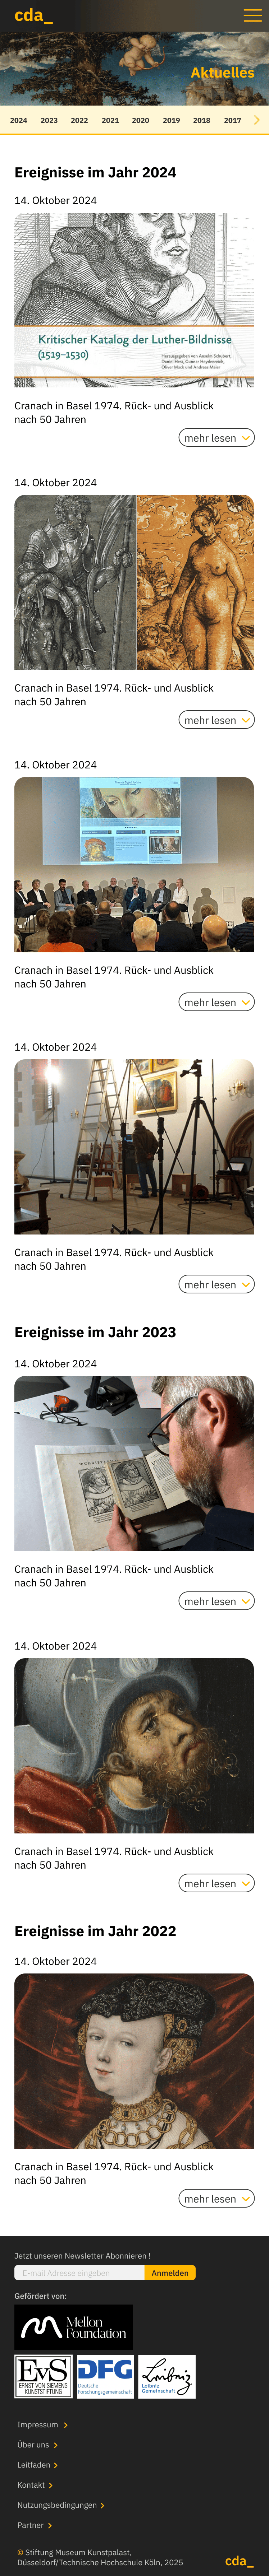 cda_
Aktuelles
2024 2023 2022 2021 2020 2019 2018 2017
Ereignisse im Jahr 2024
14. Oktober 2024
Kritischer Katalog der Luther-Bildnisse
(1519–1530)
Herausgegeben von Anselm Schubert,
Daniel Hess, Gunnar Heydenreich,
Oliver Mack und Andreas Maier
Cranach in Basel 1974. Rück- und Ausblick
nach 50 Jahren
mehr lesen
14. Oktober 2024
Cranach in Basel 1974. Rück- und Ausblick
nach 50 Jahren
mehr lesen
14. Oktober 2024
Cranach in Basel 1974. Rück- und Ausblick
nach 50 Jahren
mehr lesen
14. Oktober 2024
Cranach in Basel 1974. Rück- und Ausblick
nach 50 Jahren
mehr lesen
Ereignisse im Jahr 2023
14. Oktober 2024
Cranach in Basel 1974. Rück- und Ausblick
nach 50 Jahren
mehr lesen
14. Oktober 2024
Cranach in Basel 1974. Rück- und Ausblick
nach 50 Jahren
mehr lesen
Ereignisse im Jahr 2022
14. Oktober 2024
Cranach in Basel 1974. Rück- und Ausblick
nach 50 Jahren
mehr lesen
Jetzt unseren Newsletter Abonnieren !
E-mail Adresse eingeben
Anmelden
Gefördert von:
Mellon
Foundation
EvS
ERNST VON SIEMENS
KUNSTSTIFTUNG
DFG
Deutsche
Forschungsgemeinschaft
Leibniz
Leibniz
Gemeinschaft
Impressum
Über uns
Leitfaden
Kontakt
Nutzungsbedingungen
Partner
© Stiftung Museum Kunstpalast,
Düsseldorf/Technische Hochschule Köln, 2025
cda_